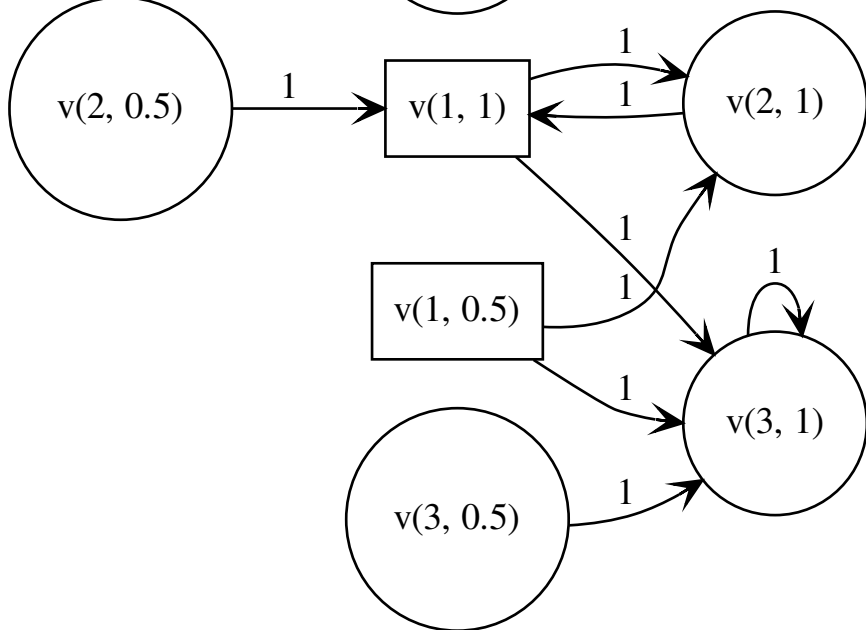 1
v(2, 0.5)
1
v(1, 1)
1
v(2, 1)
1
1
v(1, 0.5)
1
1
v(3, 1)
v(3, 0.5)
1
1